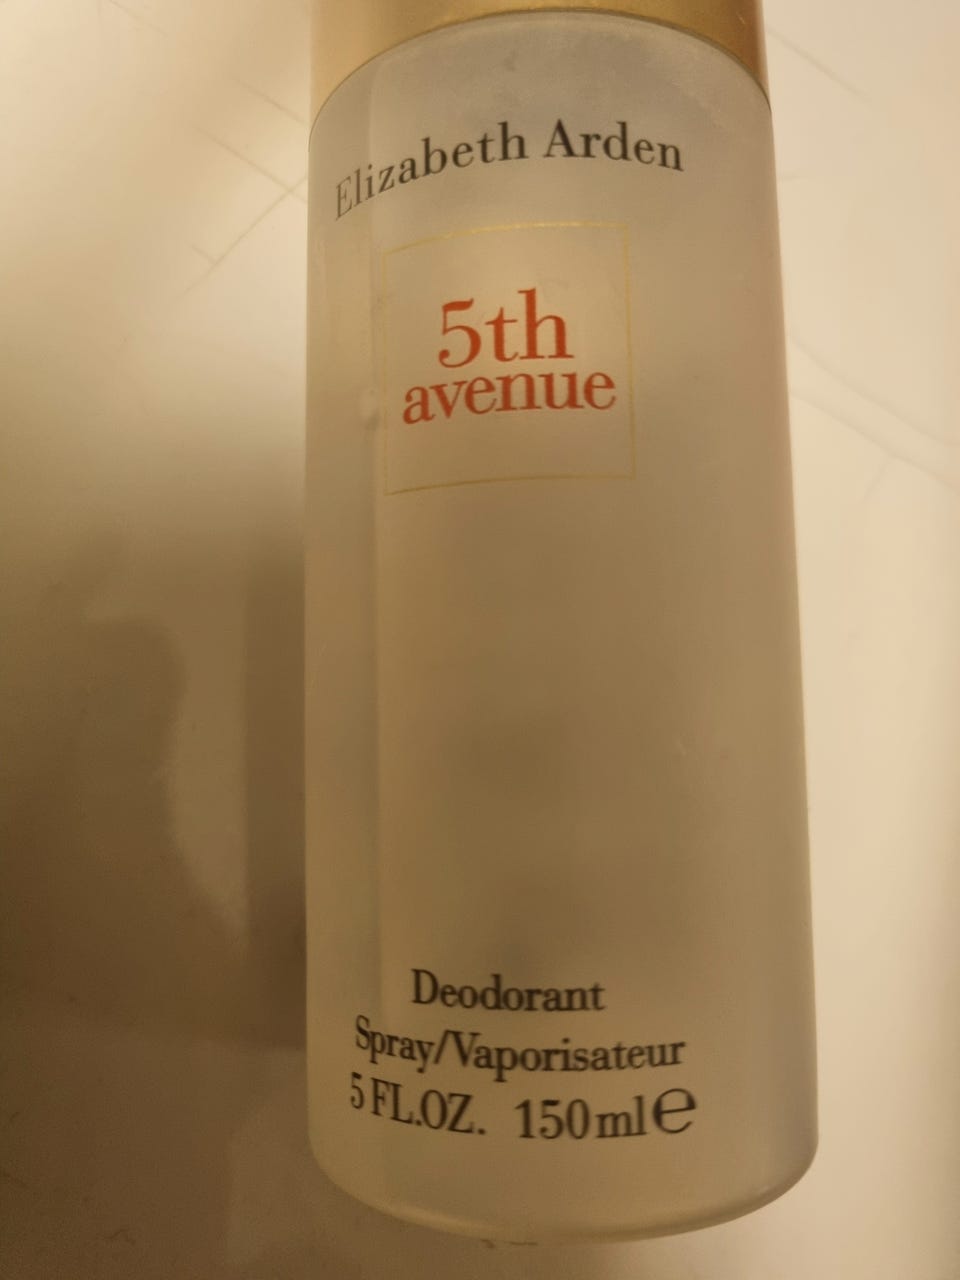 Elizabeth Arden
5th
avenue
Deodorant
Spray/Vaporisateur
5 FL.OZ. 150ml℮